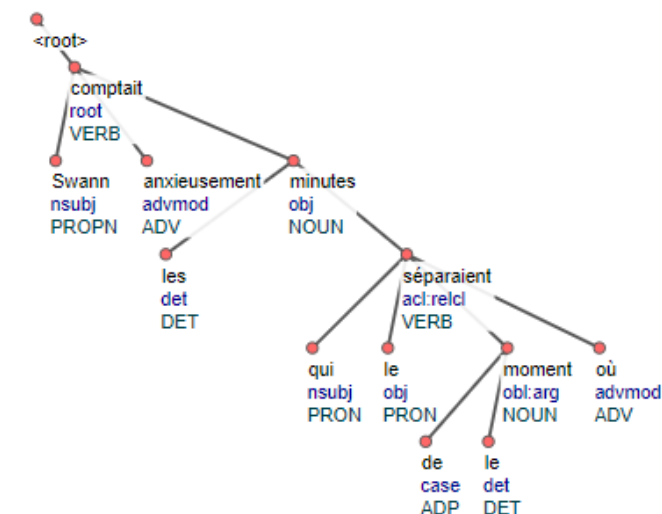 <root>
comptait
root
VERB
Swann anxieusement minutes
nsubj advmod obj
PROPN ADV NOUN
les séparaient
det acl:relcl
DET VERB
qui le moment où
nsubj obj obl:arg advmod
PRON PRON NOUN ADV
de le
case det
ADP DET